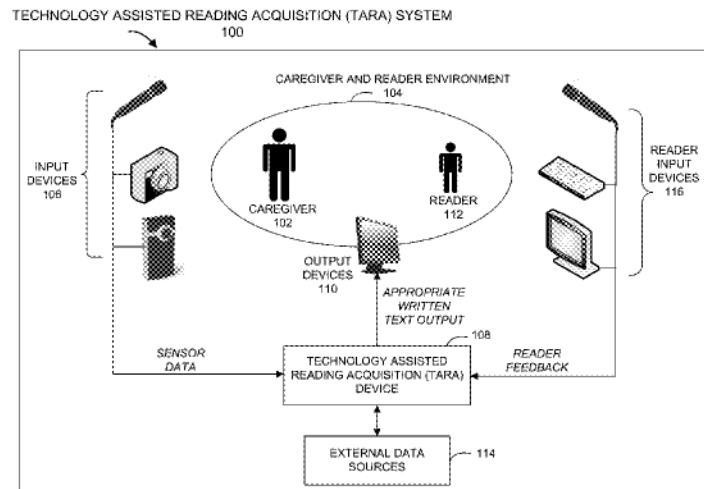 TECHNOLOGY ASSISTED READING ACQUISITION (TARA) SYSTEM
100
CAREGIVER AND READER ENVIRONMENT
104
INPUT
DEVICES
106
CAREGIVER
102
READER
112
READER
INPUT
DEVICES
116
OUTPUT
DEVICES
110
APPROPRIATE
WRITTEN
TEXT OUTPUT
108
SENSOR
DATA
TECHNOLOGY ASSISTED
READING ACQUISITION (TARA)
DEVICE
READER
FEEDBACK
EXTERNAL DATA
SOURCES
114